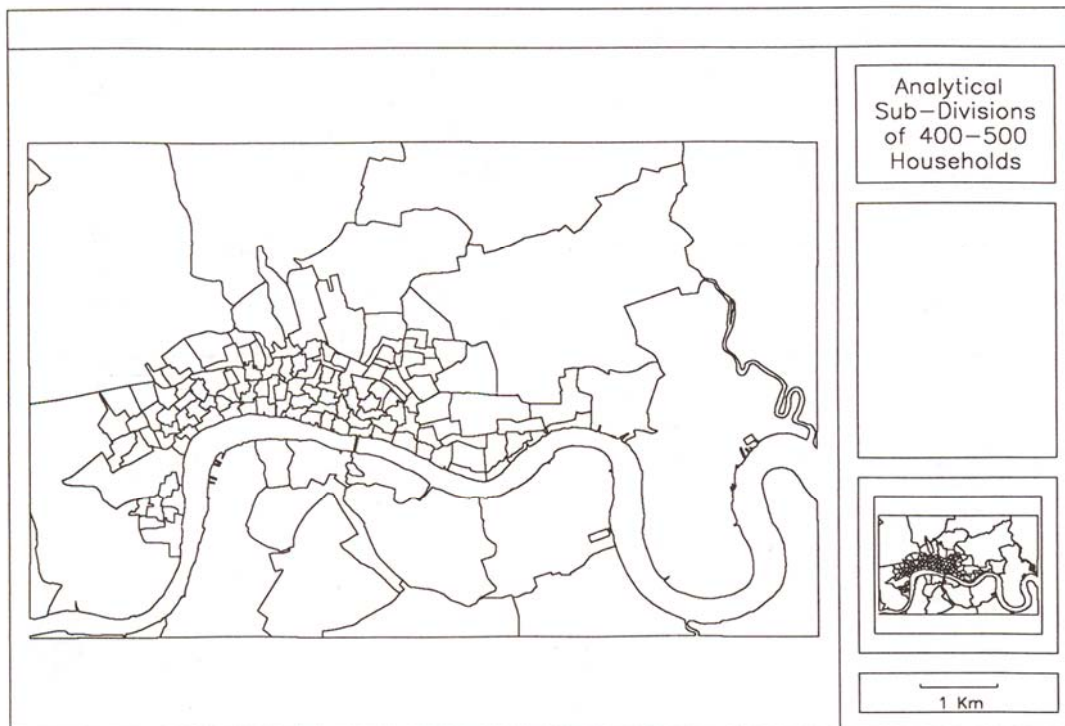 Analytical
Sub-Divisions
of 400-500
Households
1 Km